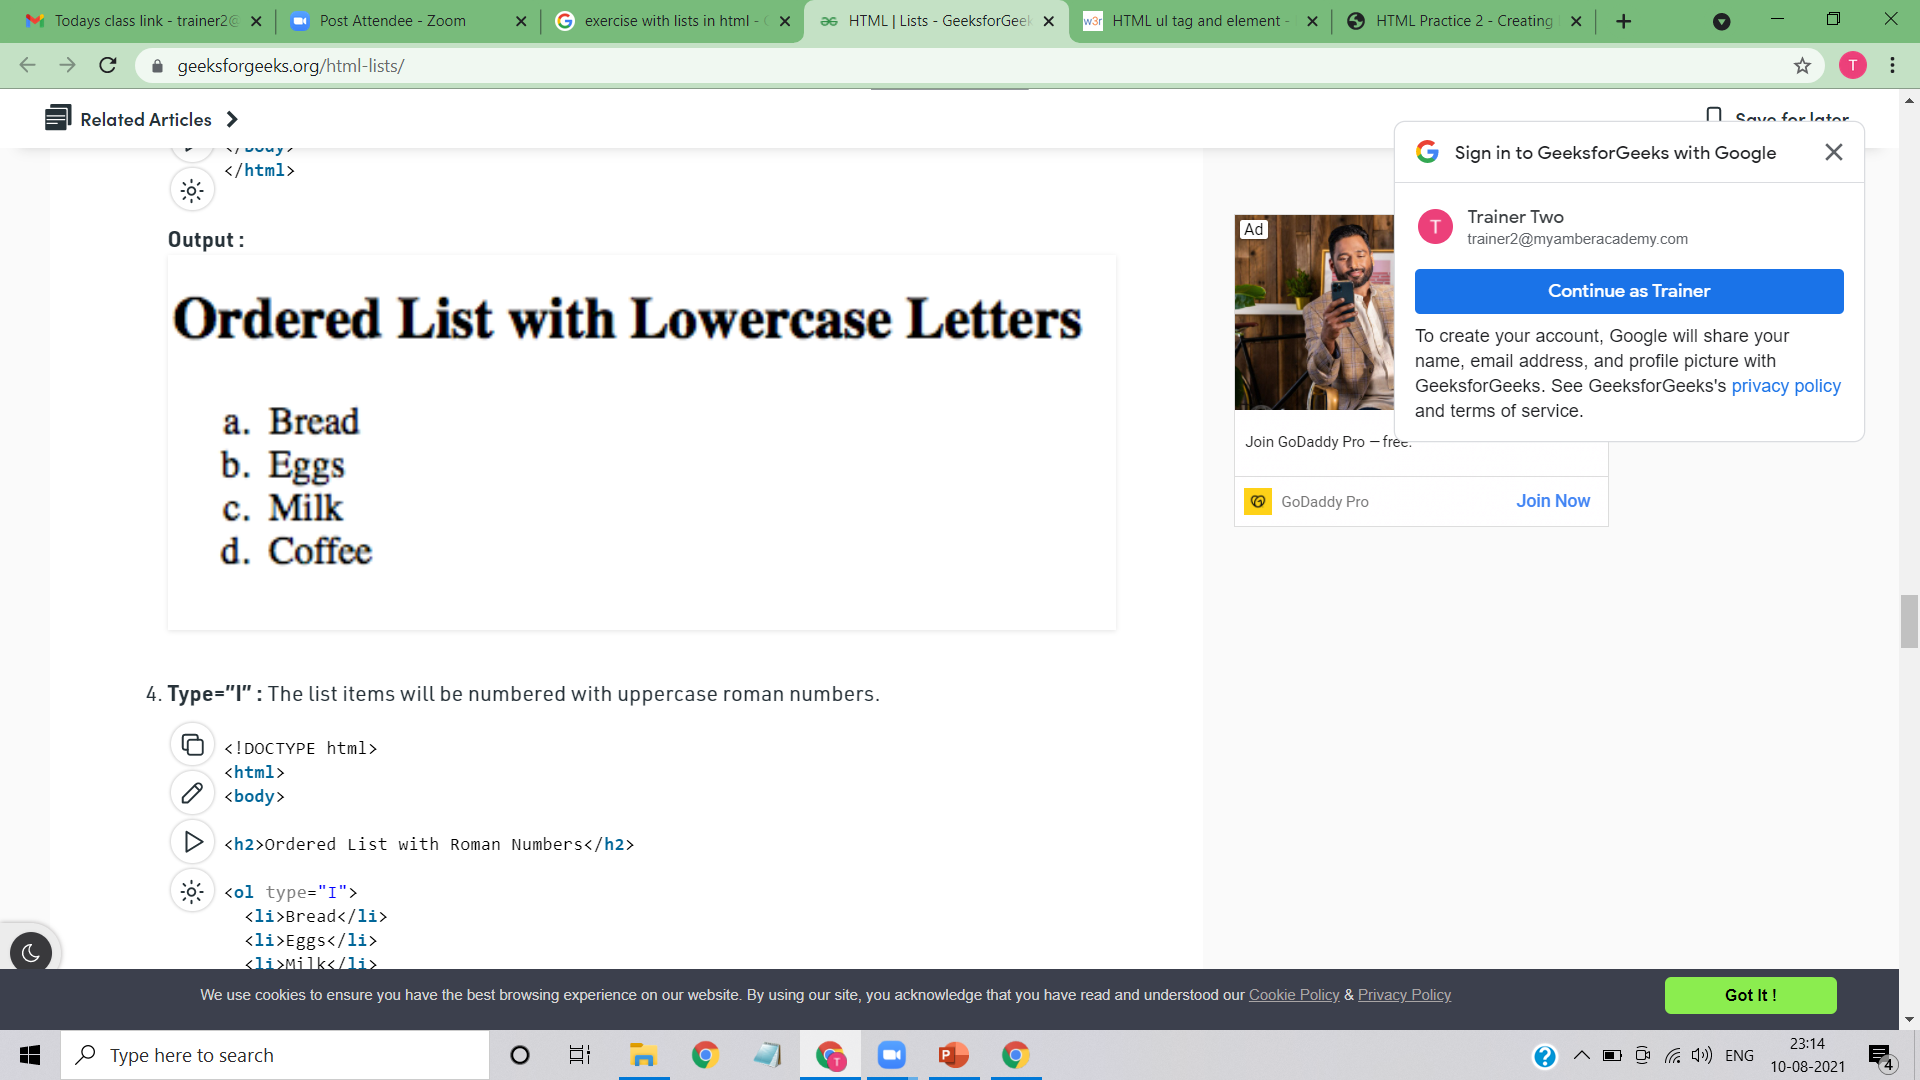 Todays class link - trainer2@
Post Attendee - Zoom
exercise with lists in html -
HTML | Lists - GeeksforGeek
w3r HTML ul tag and element -
HTML Practice 2 - Creating
geeksforgeeks.org/html-lists/
T
Related Articles
Save for later
</body>
</html>
Output :
Ordered List with Lowercase Letters
a. Bread
b. Eggs
c. Milk
d. Coffee
4. Type="I" : The list items will be numbered with uppercase roman numbers.
<!DOCTYPE html>
<html>
<body>
<h2>Ordered List with Roman Numbers</h2>
<ol type="I">
<li>Bread</li>
<li>Eggs</li>
<li>Milk</li>
Sign in to GeeksforGeeks with Google
T
Trainer Two
trainer2@myamberacademy.com
Continue as Trainer
To create your account, Google will share your
name, email address, and profile picture with
GeeksforGeeks. See GeeksforGeeks's privacy policy
and terms of service.
Ad
Join GoDaddy Pro – free.
GoDaddy Pro
Join Now
We use cookies to ensure you have the best browsing experience on our website. By using our site, you acknowledge that you have read and understood our Cookie Policy & Privacy Policy
Got It !
Type here to search
T
P
?
ENG
23:14
10-08-2021
4